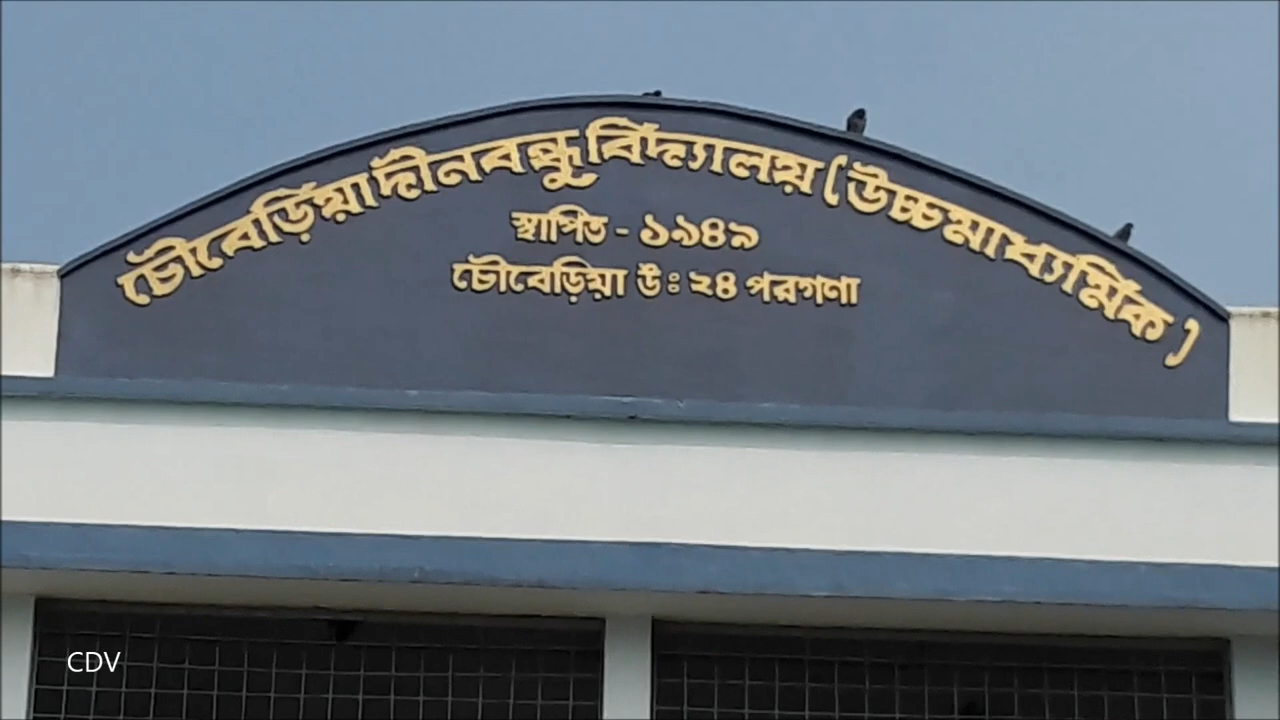 চৌবেড়িয়া দীনবন্ধু বিদ্যালয় (উচ্চমাধ্যমিক)
স্থাপিত - ১৯৪৯
চৌবেড়িয়া উঃ ২৪ পরগণা
CDV